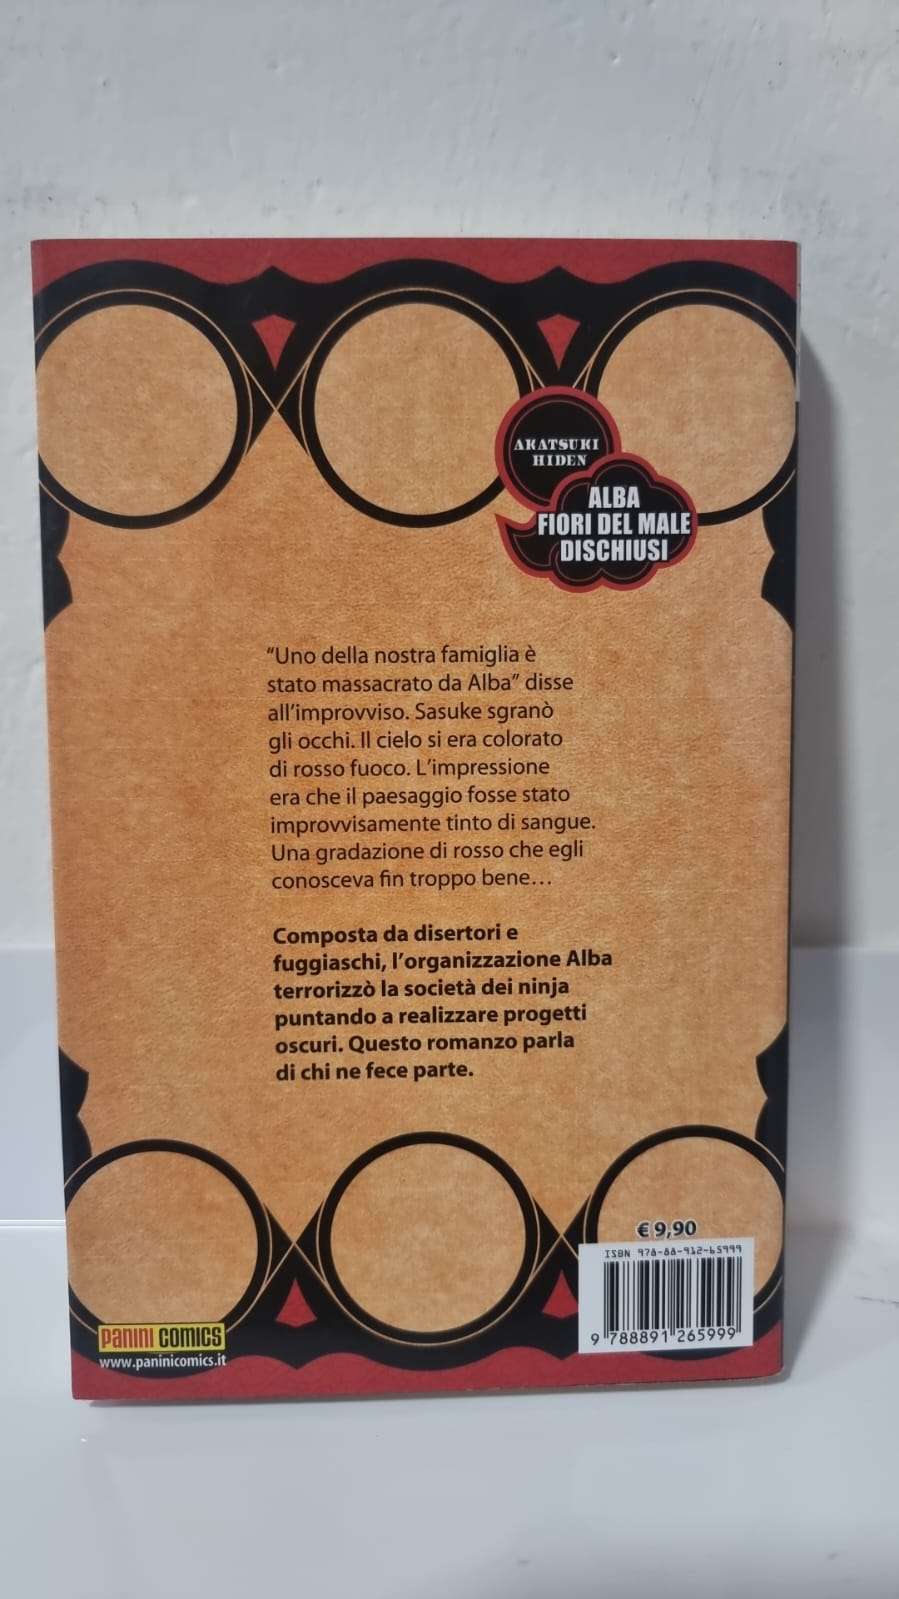 AKATSUKI
HIDEN
ALBA
FIORI DEL MALE
DISCHIUSI
“Uno della nostra famiglia è
stato massacrato da Alba” disse
all’improvviso. Sasuke sgranò
gli occhi. Il cielo si era colorato
di rosso fuoco. L’impressione
era che il paesaggio fosse stato
improvvisamente tinto di sangue.
Una gradazione di rosso che egli
conosceva fin troppo bene…
Composta da disertori e
fuggiaschi, l’organizzazione Alba
terrorizzò la società dei ninja
puntando a realizzare progetti
oscuri. Questo romanzo parla
di chi ne fece parte.
€ 9,90
ISBN 978-88-912-6599-9
9 788891 265999
PANINI COMICS
www.paninicomics.it